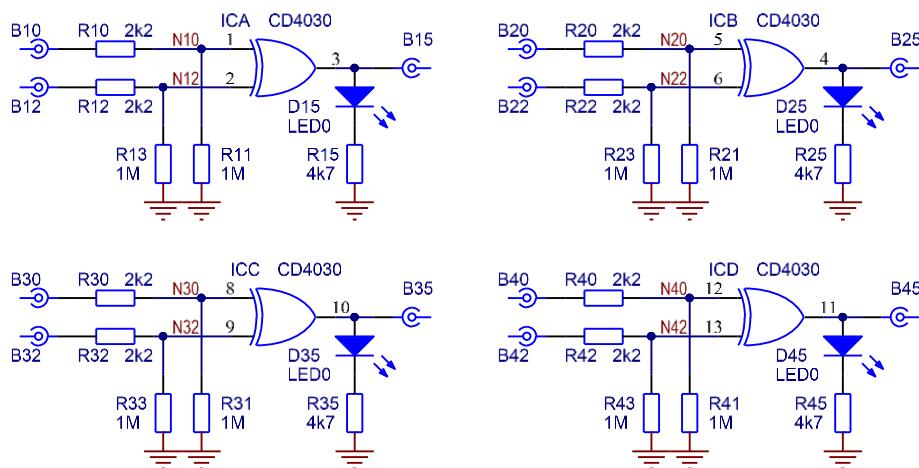 ICA CD4030
B10 R10 2k2 N10 1
3 B15
B12 R12 2k2 N12 2
D15
LED0
R13
1M
R11
1M
R15
4k7
ICB CD4030
B20 R20 2k2 N20 5
4 B25
B22 R22 2k2 N22 6
D25
LED0
R23
1M
R21
1M
R25
4k7
ICC CD4030
B30 R30 2k2 N30 8
10 B35
B32 R32 2k2 N32 9
D35
LED0
R33
1M
R31
1M
R35
4k7
ICD CD4030
B40 R40 2k2 N40 12
11 B45
B42 R42 2k2 N42 13
D45
LED0
R43
1M
R41
1M
R45
4k7